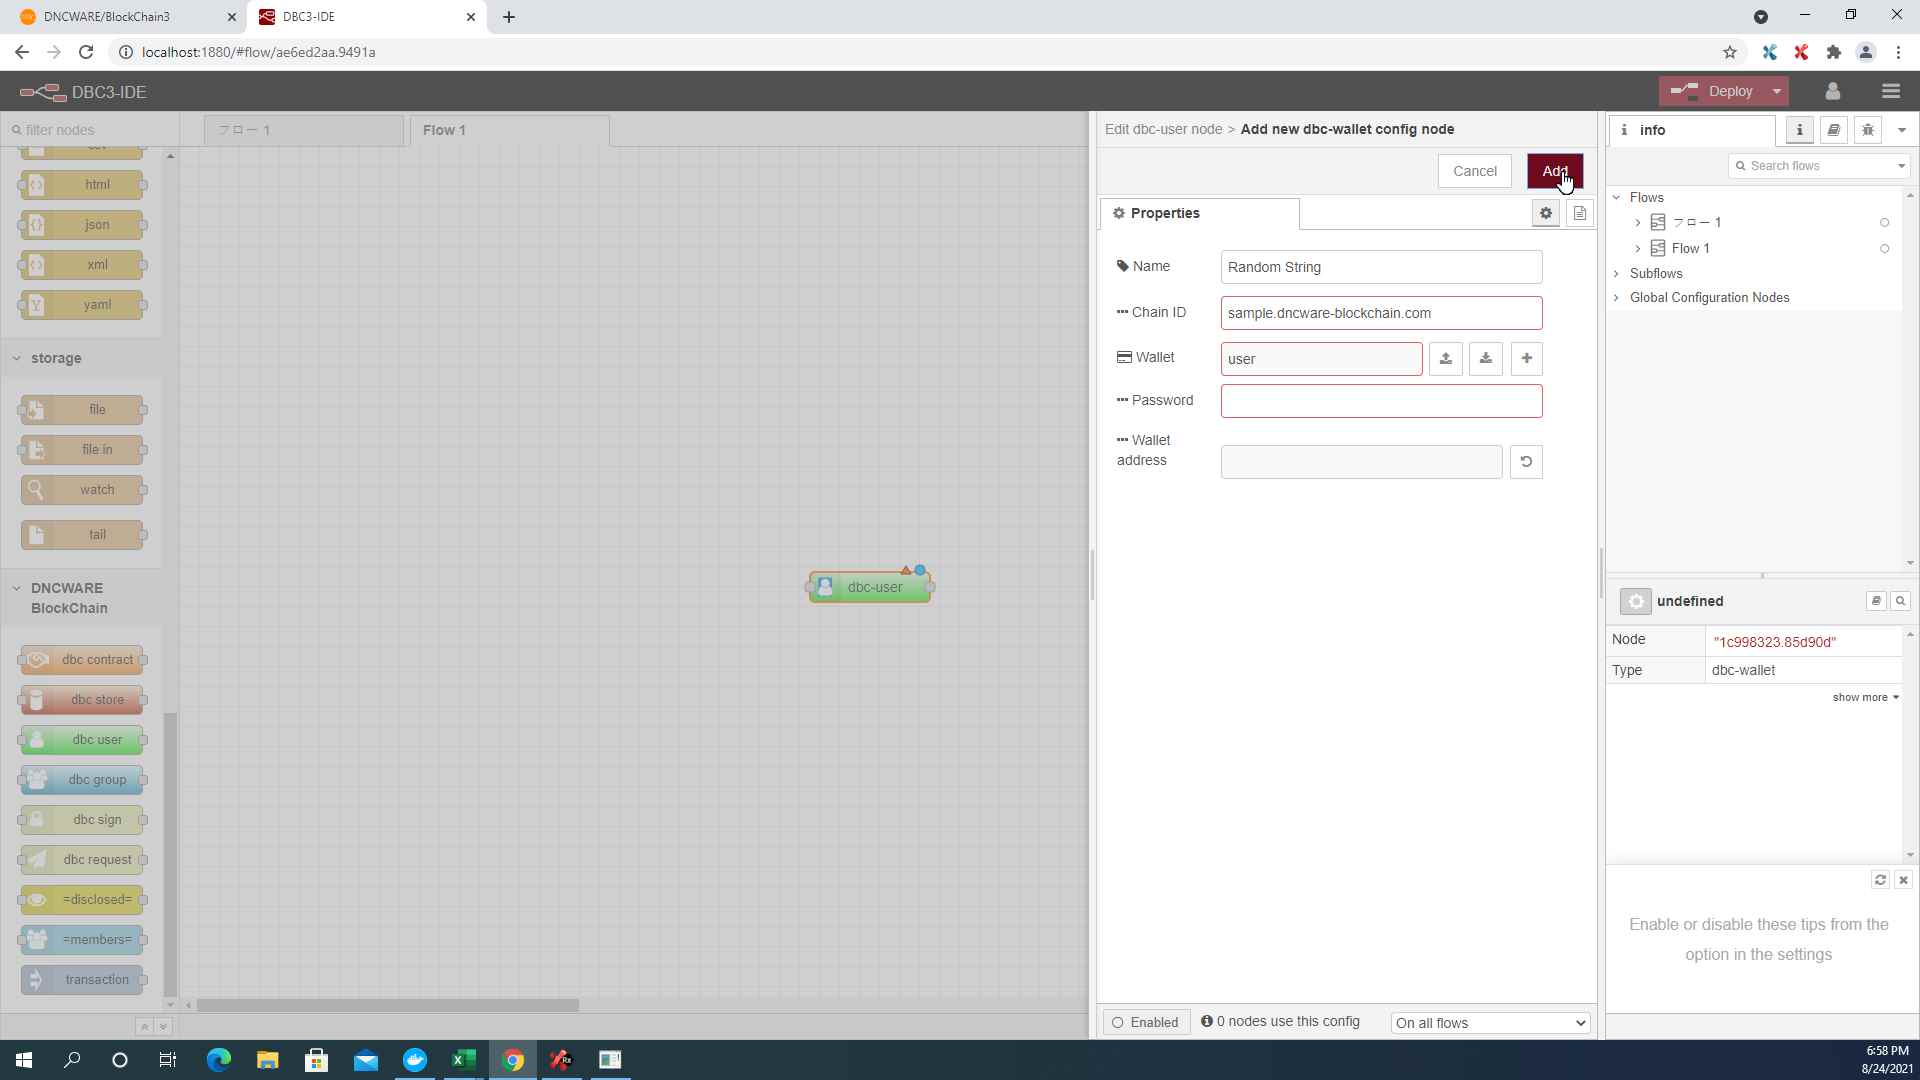 DNCWARE/BlockChain3
DBC3-IDE
localhost:1880/#flow/ae6ed2aa.9491a
DBC3-IDE
Deploy
filter nodes
フロー 1
Flow 1
html
json
xml
yaml
storage
file
file in
watch
tail
DNCWARE
BlockChain
dbc contract
dbc store
dbc user
dbc group
dbc sign
dbc request
=disclosed=
=members=
transaction
dbc-user
Edit dbc-user node > Add new dbc-wallet config node
Cancel
Add
Properties
Name
Random String
Chain ID
sample.dncware-blockchain.com
Wallet
user
Password
Wallet
address
Enabled
0 nodes use this config
On all flows
info
Search flows
Flows
フロー 1
Flow 1
Subflows
Global Configuration Nodes
undefined
Node
"1c998323.85d90d"
Type
dbc-wallet
show more
Enable or disable these tips from the
option in the settings
6:58 PM
8/24/2021